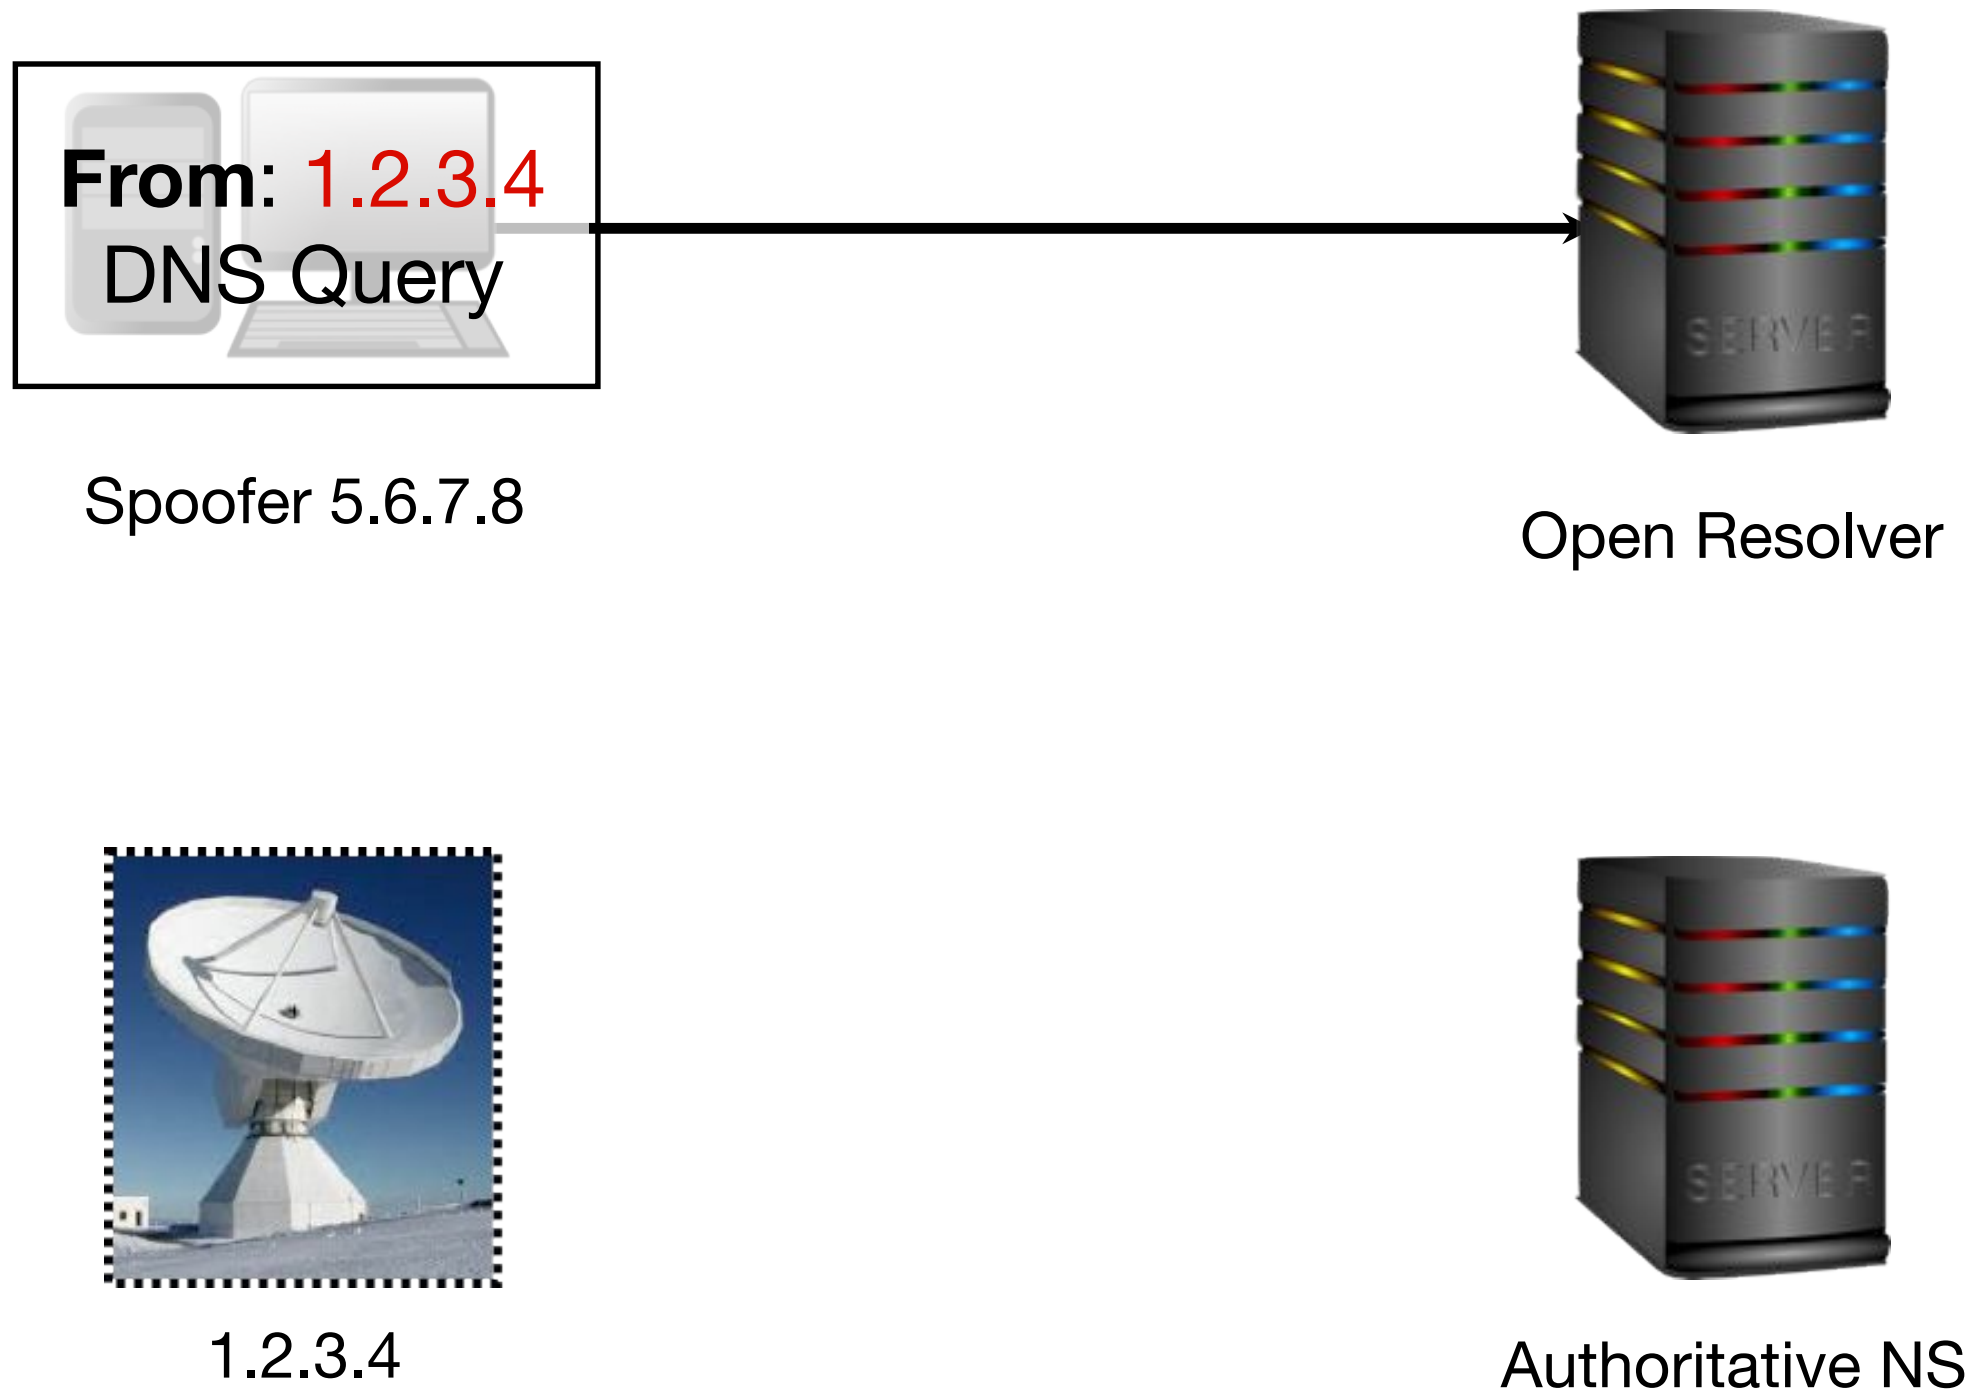 From: 1.2.3.4
DNS Query
SERVER
Spoofer 5.6.7.8
Open Resolver
SERVER
1.2.3.4
Authoritative NS